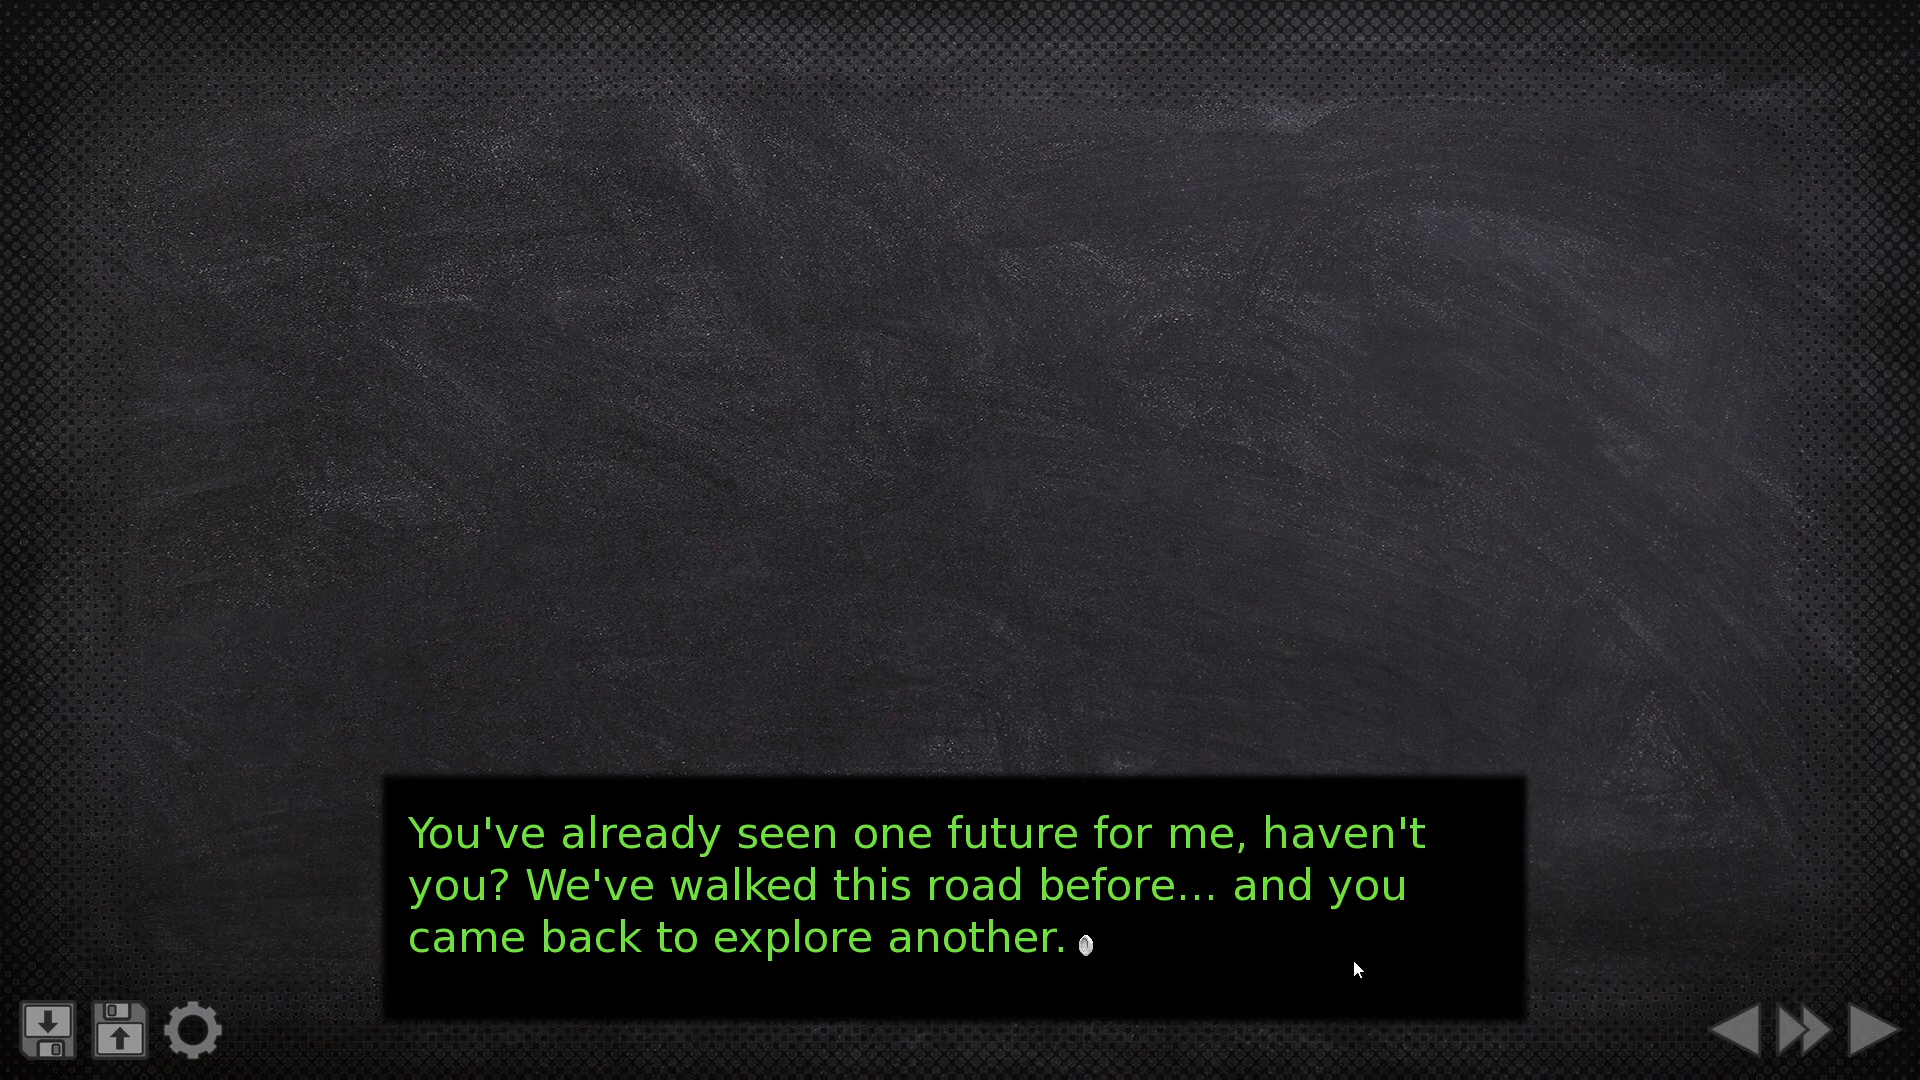 You've already seen one future for me, haven't
you? We've walked this road before... and you
came back to explore another.